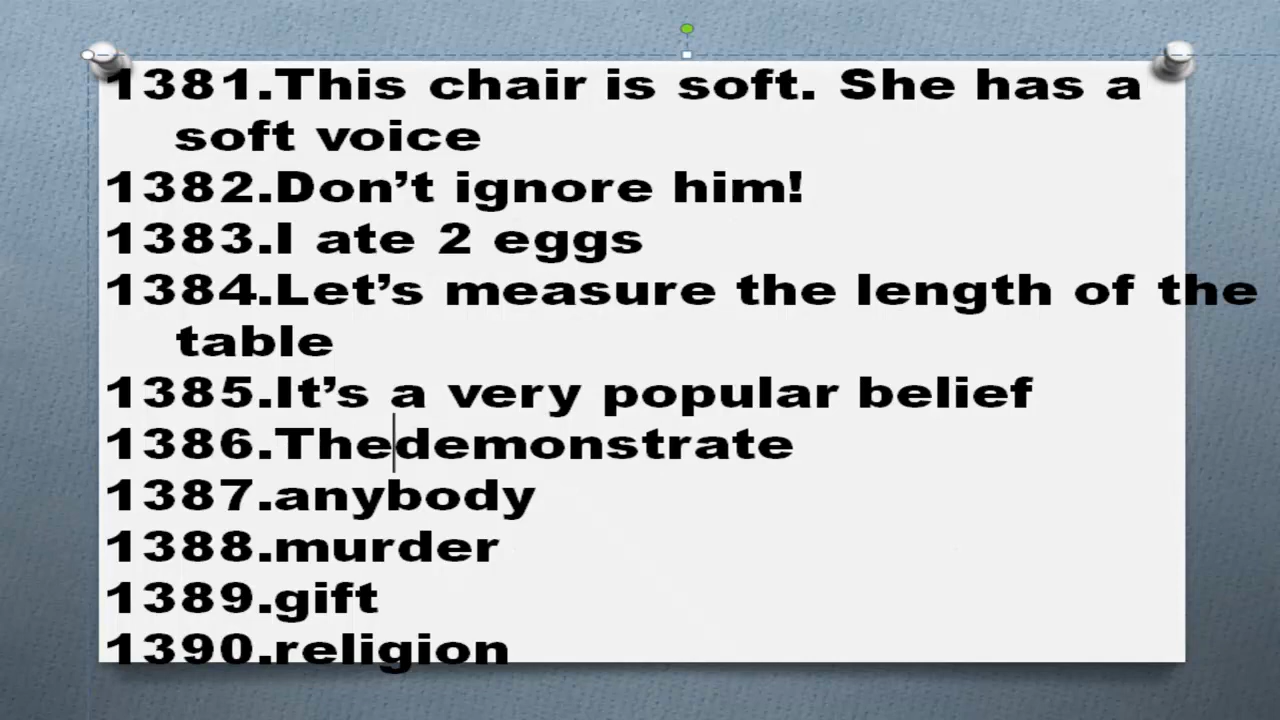 1381.This chair is soft. She has a
soft voice
1382.Don’t ignore him!
1383.I ate 2 eggs
1384.Let’s measure the length of the
table
1385.It’s a very popular belief
1386.Thedemonstrate
1387.anybody
1388.murder
1389.gift
1390.religion